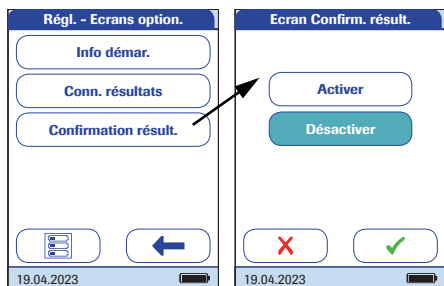 Régl. - Ecrans option.
Info démar.
Conn. résultats
Confirmation résult.
19.04.2023
Ecran Confirm. résult.
Activer
Désactiver
19.04.2023